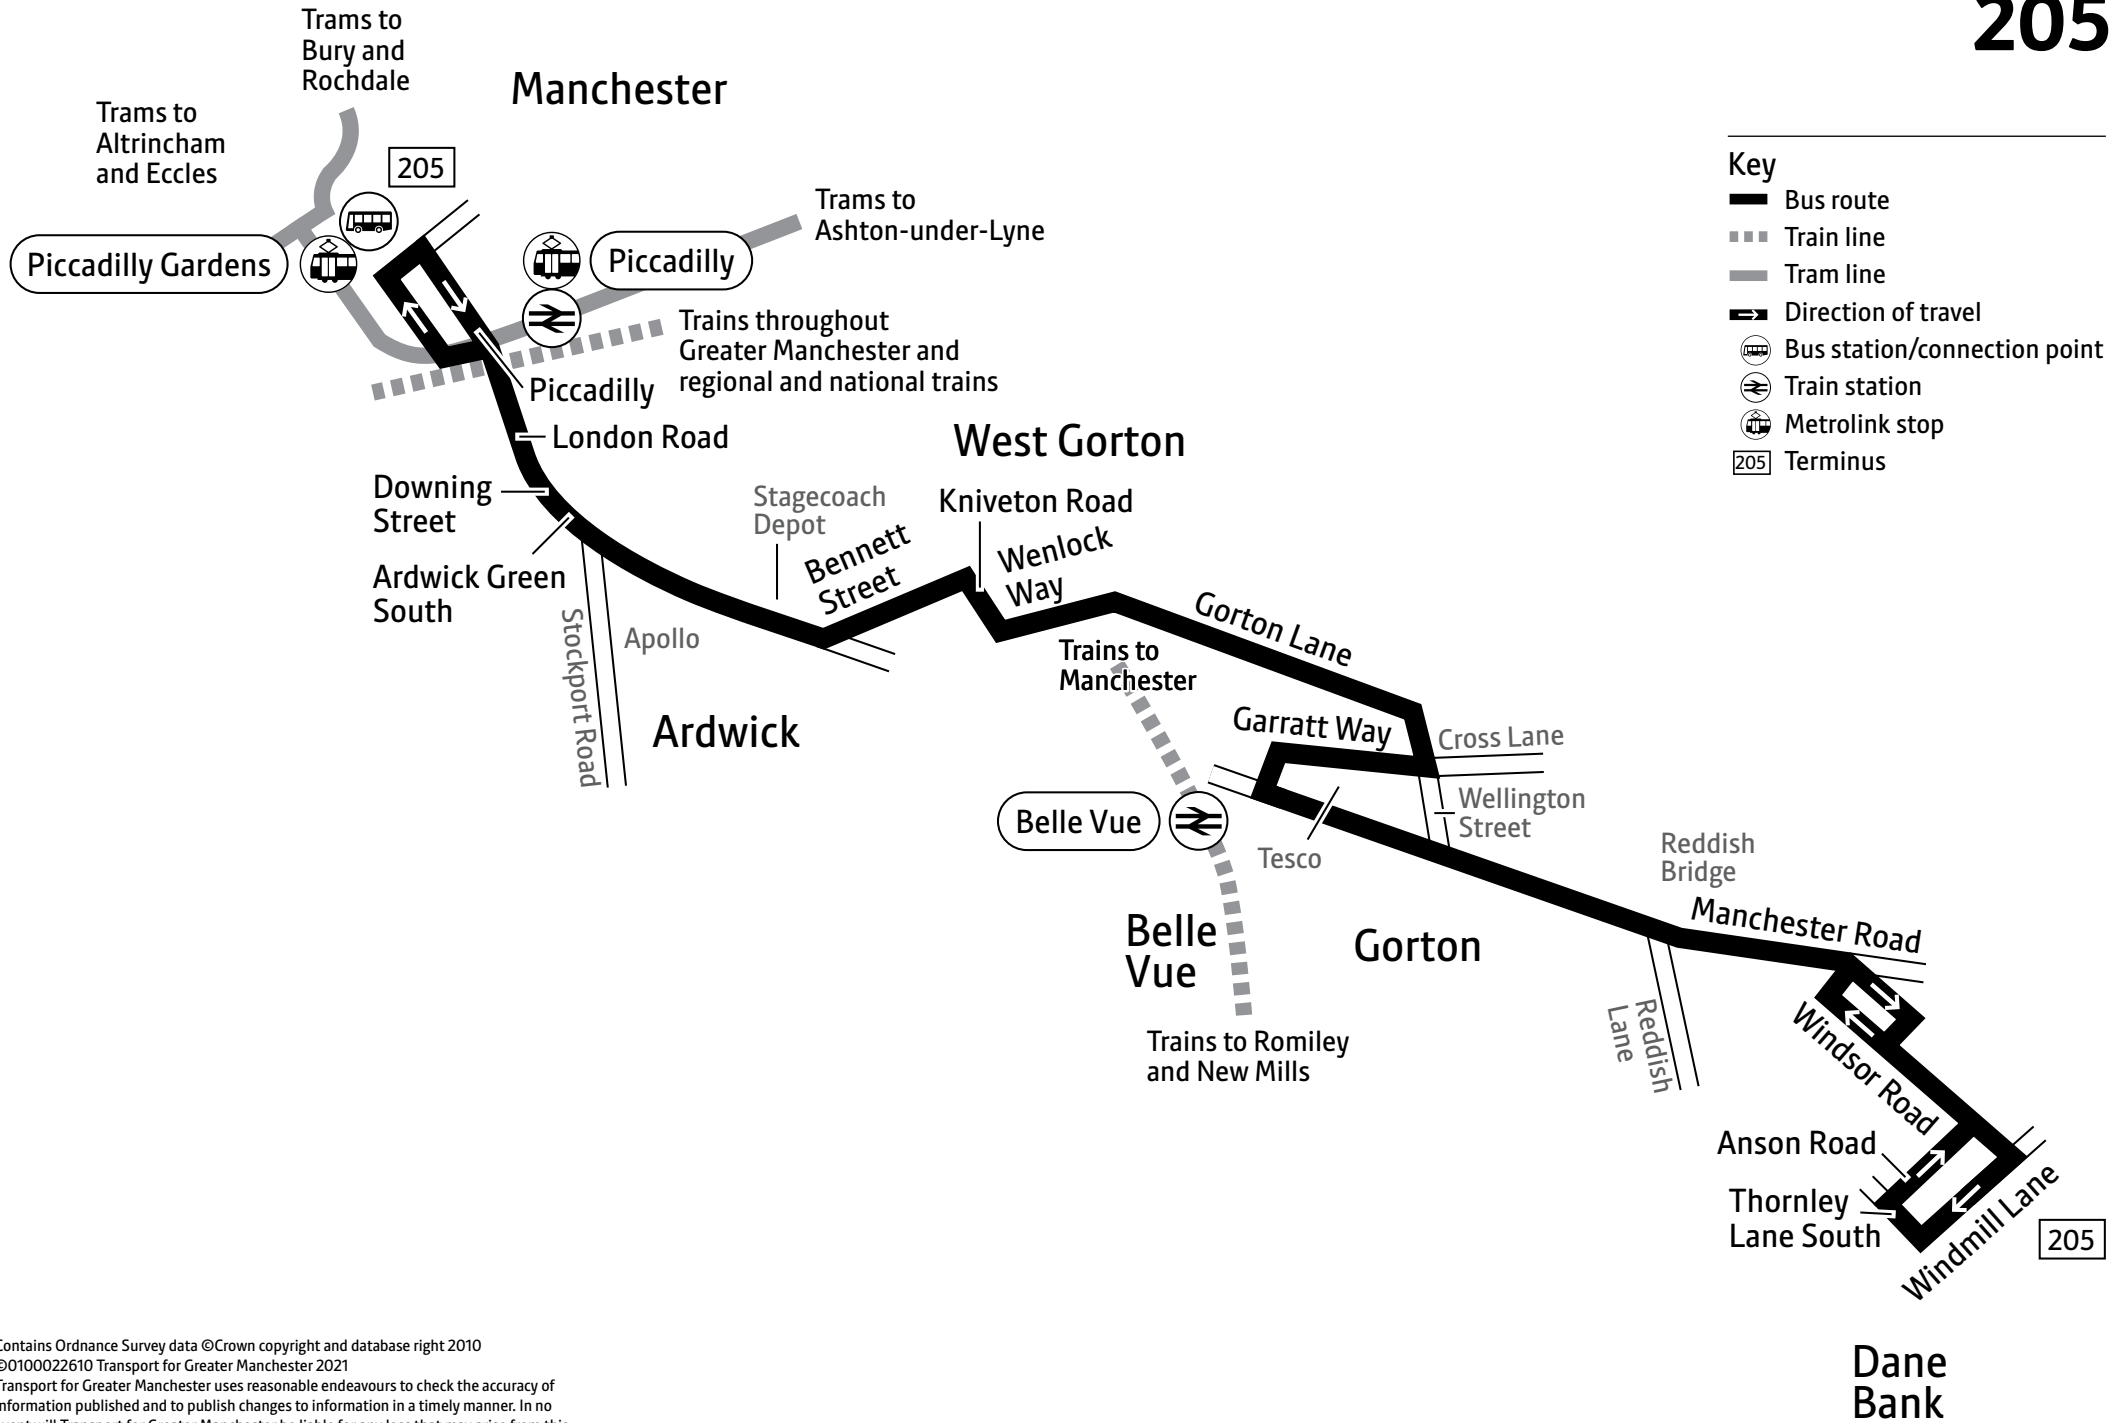 205
Trams to
Bury and
Rochdale
Manchester
Trams to
Altrincham
and Eccles
205
Trams to
Ashton-under-Lyne
Piccadilly Gardens
Piccadilly
Trains throughout
Greater Manchester and
regional and national trains
Piccadilly
London Road
Key
Bus route
Train line
Tram line
Direction of travel
Bus station/connection point
Train station
Metrolink stop
205 Terminus
West Gorton
Downing
Street
Stagecoach
Depot
Kniveton Road
Bennett
Street
Wenlock
Way
Ardwick Green
South
Stockport Road
Apollo
Ardwick
Gorton Lane
Trains to
Manchester
Garratt Way
Cross Lane
Belle Vue
Wellington
Street
Tesco
Reddish
Bridge
Manchester Road
Belle
Vue
Gorton
Trains to Romiley
and New Mills
Reddish
Lane
Windsor Road
Anson Road
Thornley
Lane South
Windmill Lane
205
Dane
Bank
Contains Ordnance Survey data ©Crown copyright and database right 2010
©0100022610 Transport for Greater Manchester 2021
Transport for Greater Manchester uses reasonable endeavours to check the accuracy of
information published and to publish changes to information in a timely manner. In no